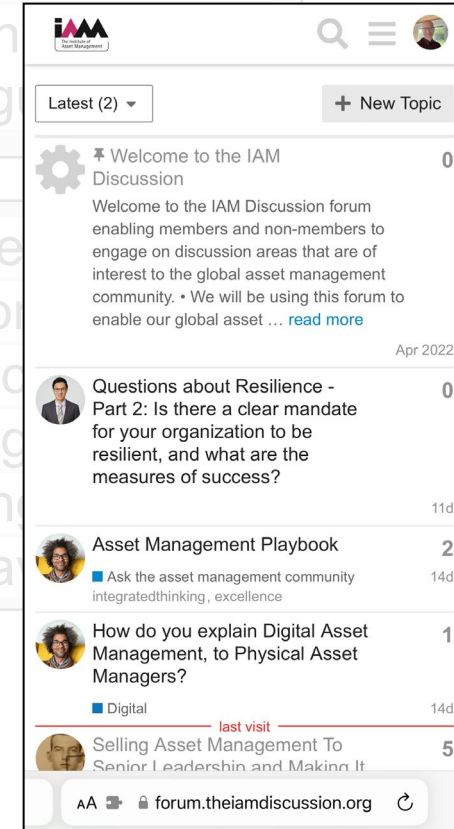 iAM
The Institute of
Asset Management
Latest (2)
+ New Topic
Welcome to the IAM
Discussion
0
Welcome to the IAM Discussion forum
enabling members and non-members to
engage on discussion areas that are of
interest to the global asset management
community. • We will be using this forum to
enable our global asset … read more
Apr 2022
Questions about Resilience -
Part 2: Is there a clear mandate
for your organization to be
resilient, and what are the
measures of success?
0
11d
Asset Management Playbook
2
Ask the asset management community
14d
integratedthinking, excellence
How do you explain Digital Asset
Management, to Physical Asset
Managers?
1
Digital
14d
last visit
Selling Asset Management To
5
Senior Leadership and Making It
AA forum.theiamdiscussion.org